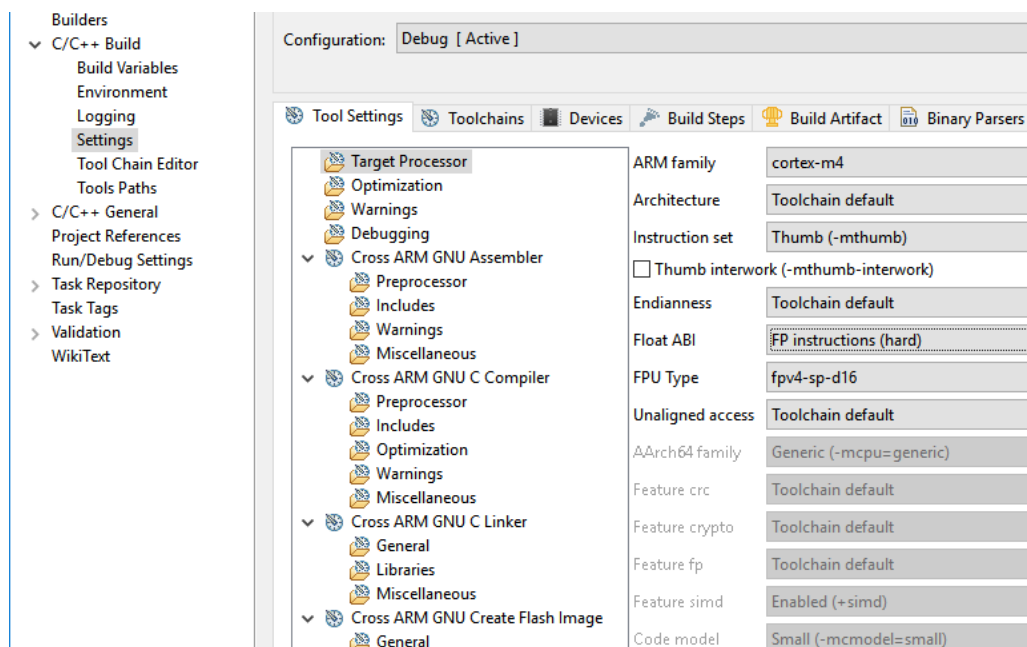 Builders
C/C++ Build
Build Variables
Environment
Logging
Settings
Tool Chain Editor
Tools Paths
C/C++ General
Project References
Run/Debug Settings
Task Repository
Task Tags
Validation
WikiText
Configuration: Debug [ Active ]
Tool Settings Toolchains Devices Build Steps Build Artifact Binary Parsers
Target Processor
Optimization
Warnings
Debugging
Cross ARM GNU Assembler
Preprocessor
Includes
Warnings
Miscellaneous
Cross ARM GNU C Compiler
Preprocessor
Includes
Optimization
Warnings
Miscellaneous
Cross ARM GNU C Linker
General
Libraries
Miscellaneous
Cross ARM GNU Create Flash Image
General
ARM family cortex-m4
Architecture Toolchain default
Instruction set Thumb (-mthumb)
Thumb interwork (-mthumb-interwork)
Endianness Toolchain default
Float ABI FP instructions (hard)
FPU Type fpv4-sp-d16
Unaligned access Toolchain default
AArch64 family Generic (-mcpu=generic)
Feature crc Toolchain default
Feature crypto Toolchain default
Feature fp Toolchain default
Feature simd Enabled (+simd)
Code model Small (-mcmodel=small)